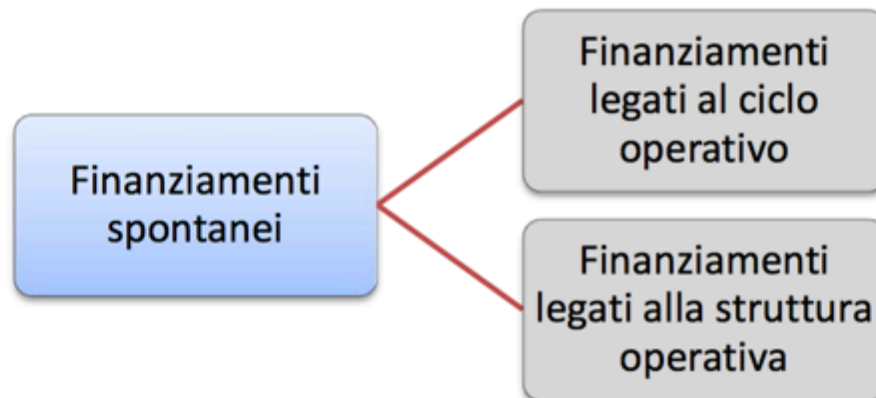 Finanziamenti
spontanei
Finanziamenti
legati al ciclo
operativo
Finanziamenti
legati alla struttura
operativa